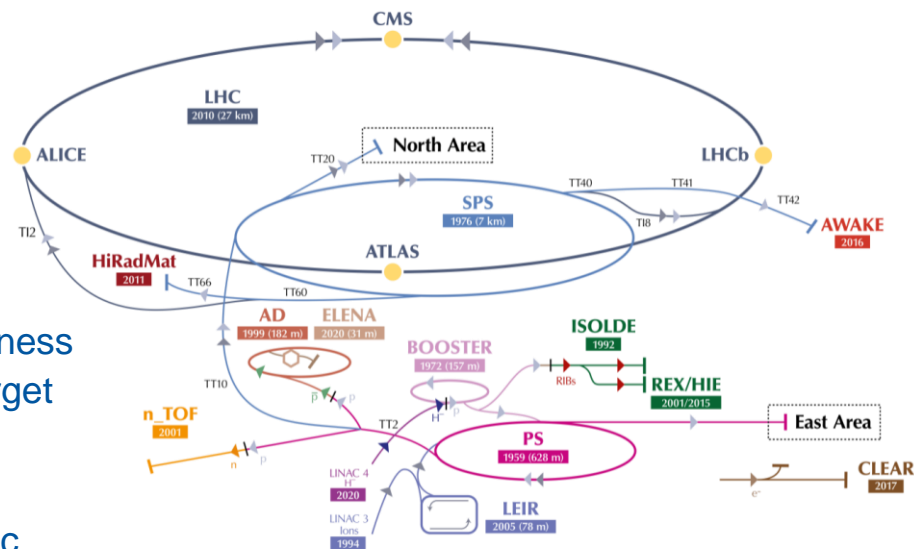 CMS
LHC
2010 (27 km)
ALICE
North Area
LHCb
TT20
SPS
1976 (7 km)
TT40
TT41
TT42
TI8
AWAKE
2016
TI2
HiRadMat
2011
ATLAS
TT66
TT60
AD
1999 (182 m)
ELENA
2020 (31 m)
ISOLDE
1992
BOOSTER
1972 (157 m)
ness
rget
RIBs
REX/HIE
2001/2015
TT10
p̅
p
H⁻
p
n_TOF
2001
TT2
East Area
PS
1959 (628 m)
n
p
LINAC 4
H⁻
2020
CLEAR
2017
e⁻
LINAC 3
Ions
1994
LEIR
2005 (78 m)
c